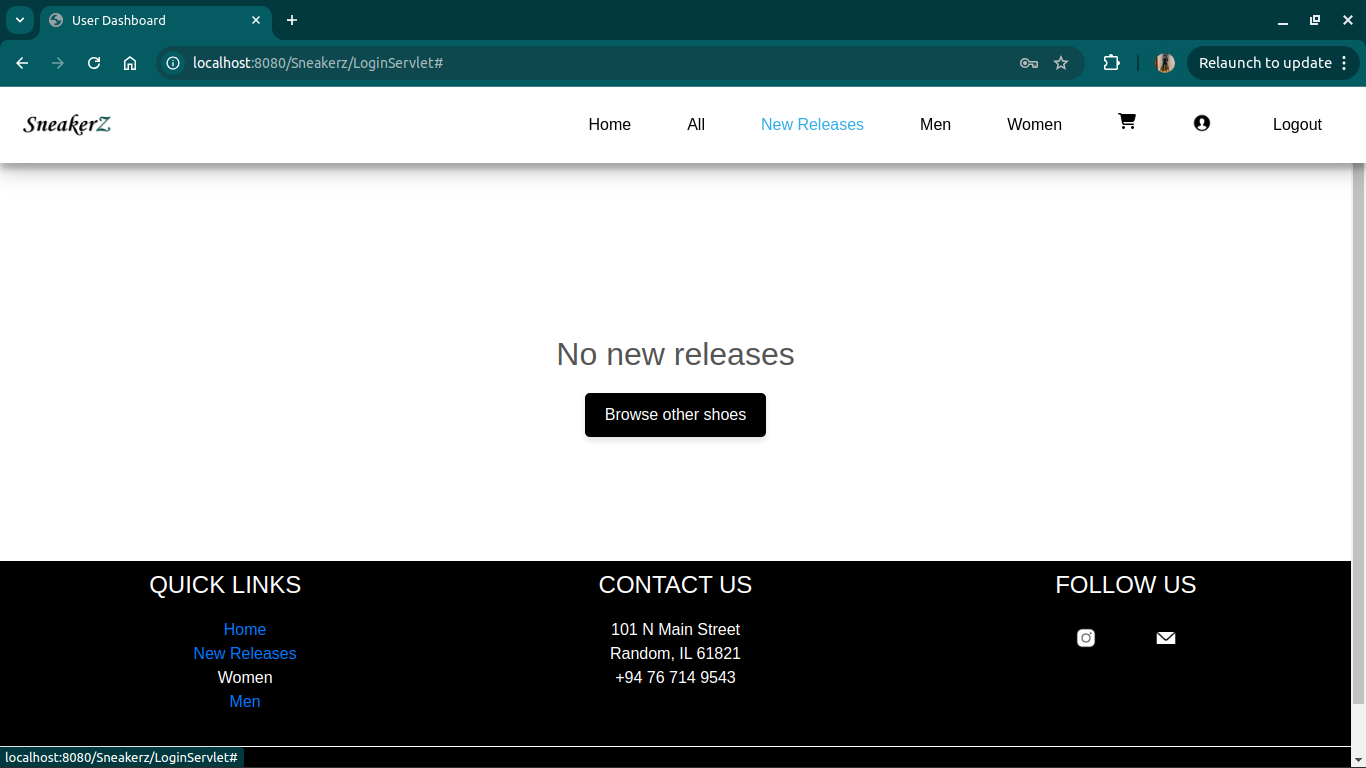 User Dashboard
localhost:8080/Sneakerz/LoginServlet#
Relaunch to update
SneakerZ
Home
All
New Releases
Men
Women
Logout
No new releases
Browse other shoes
QUICK LINKS
Home
New Releases
Women
Men
CONTACT US
101 N Main Street
Random, IL 61821
+94 76 714 9543
FOLLOW US
localhost:8080/Sneakerz/LoginServlet#